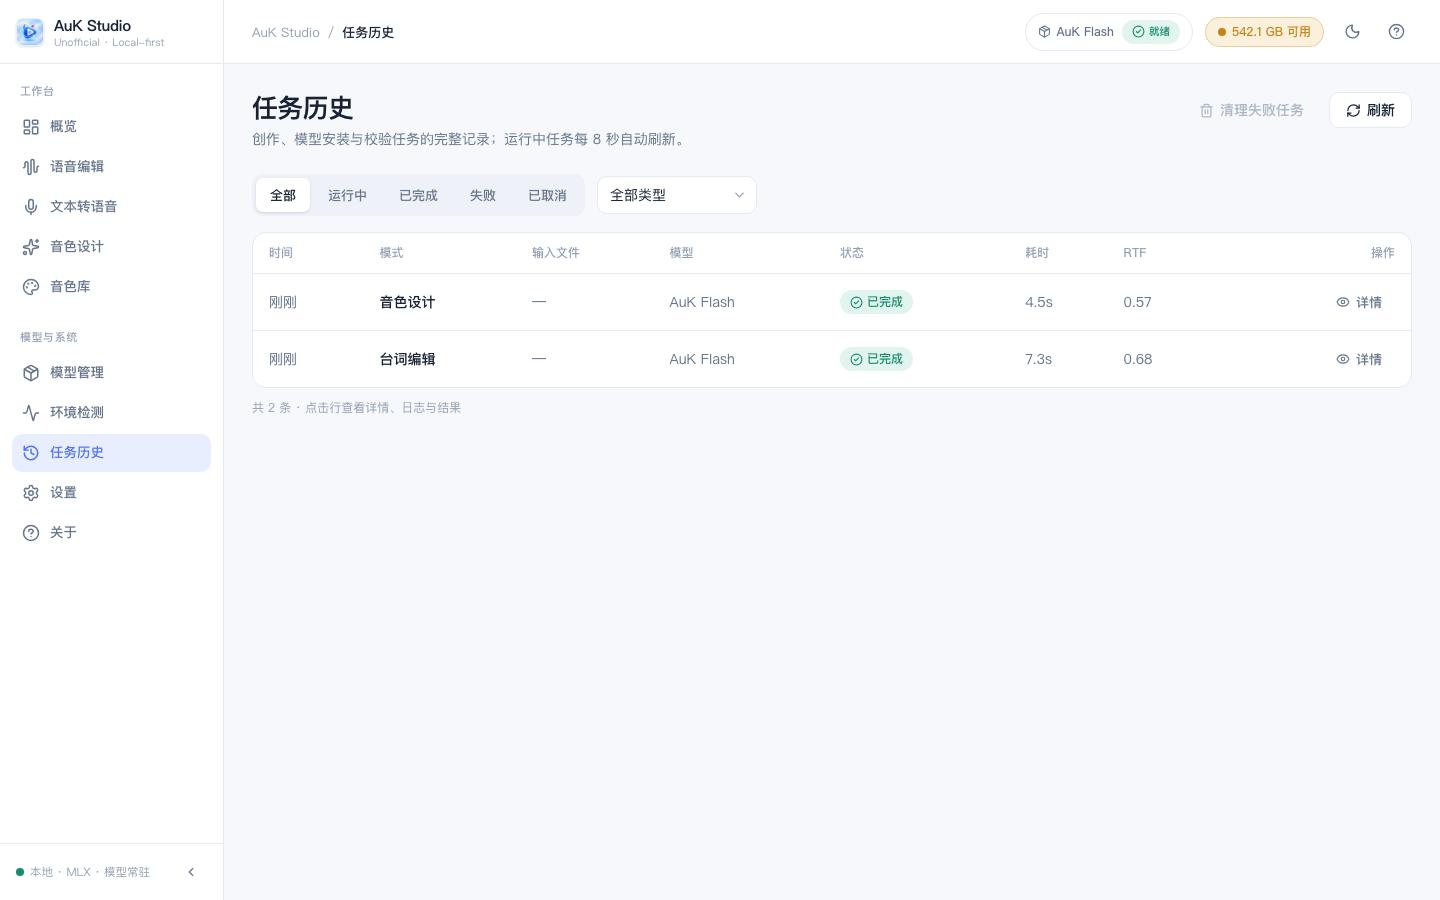 AuK Studio
Unofficial · Local-first
AuK Studio / 任务历史
AuK Flash 就绪
542.1 GB 可用
工作台
概览
语音编辑
文本转语音
音色设计
音色库
模型与系统
模型管理
环境检测
任务历史
设置
关于
本地 · MLX · 模型常驻
任务历史
创作、模型安装与校验任务的完整记录；运行中任务每 8 秒自动刷新。
清理失败任务
刷新
全部 运行中 已完成 失败 已取消 全部类型
时间 模式 输入文件 模型 状态 耗时 RTF 操作
刚刚 音色设计 — AuK Flash 已完成 4.5s 0.57 详情
刚刚 台词编辑 — AuK Flash 已完成 7.3s 0.68 详情
共 2 条 · 点击行查看详情、日志与结果